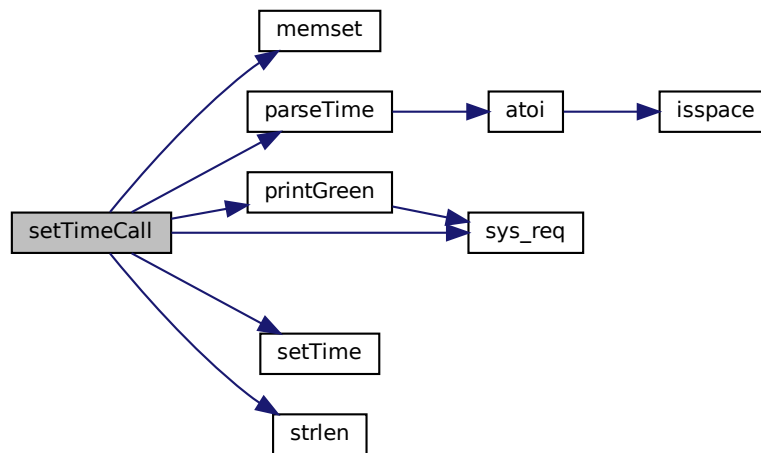 memset
parseTime
atoi
isspace
printGreen
setTimeCall
sys_req
setTime
strlen